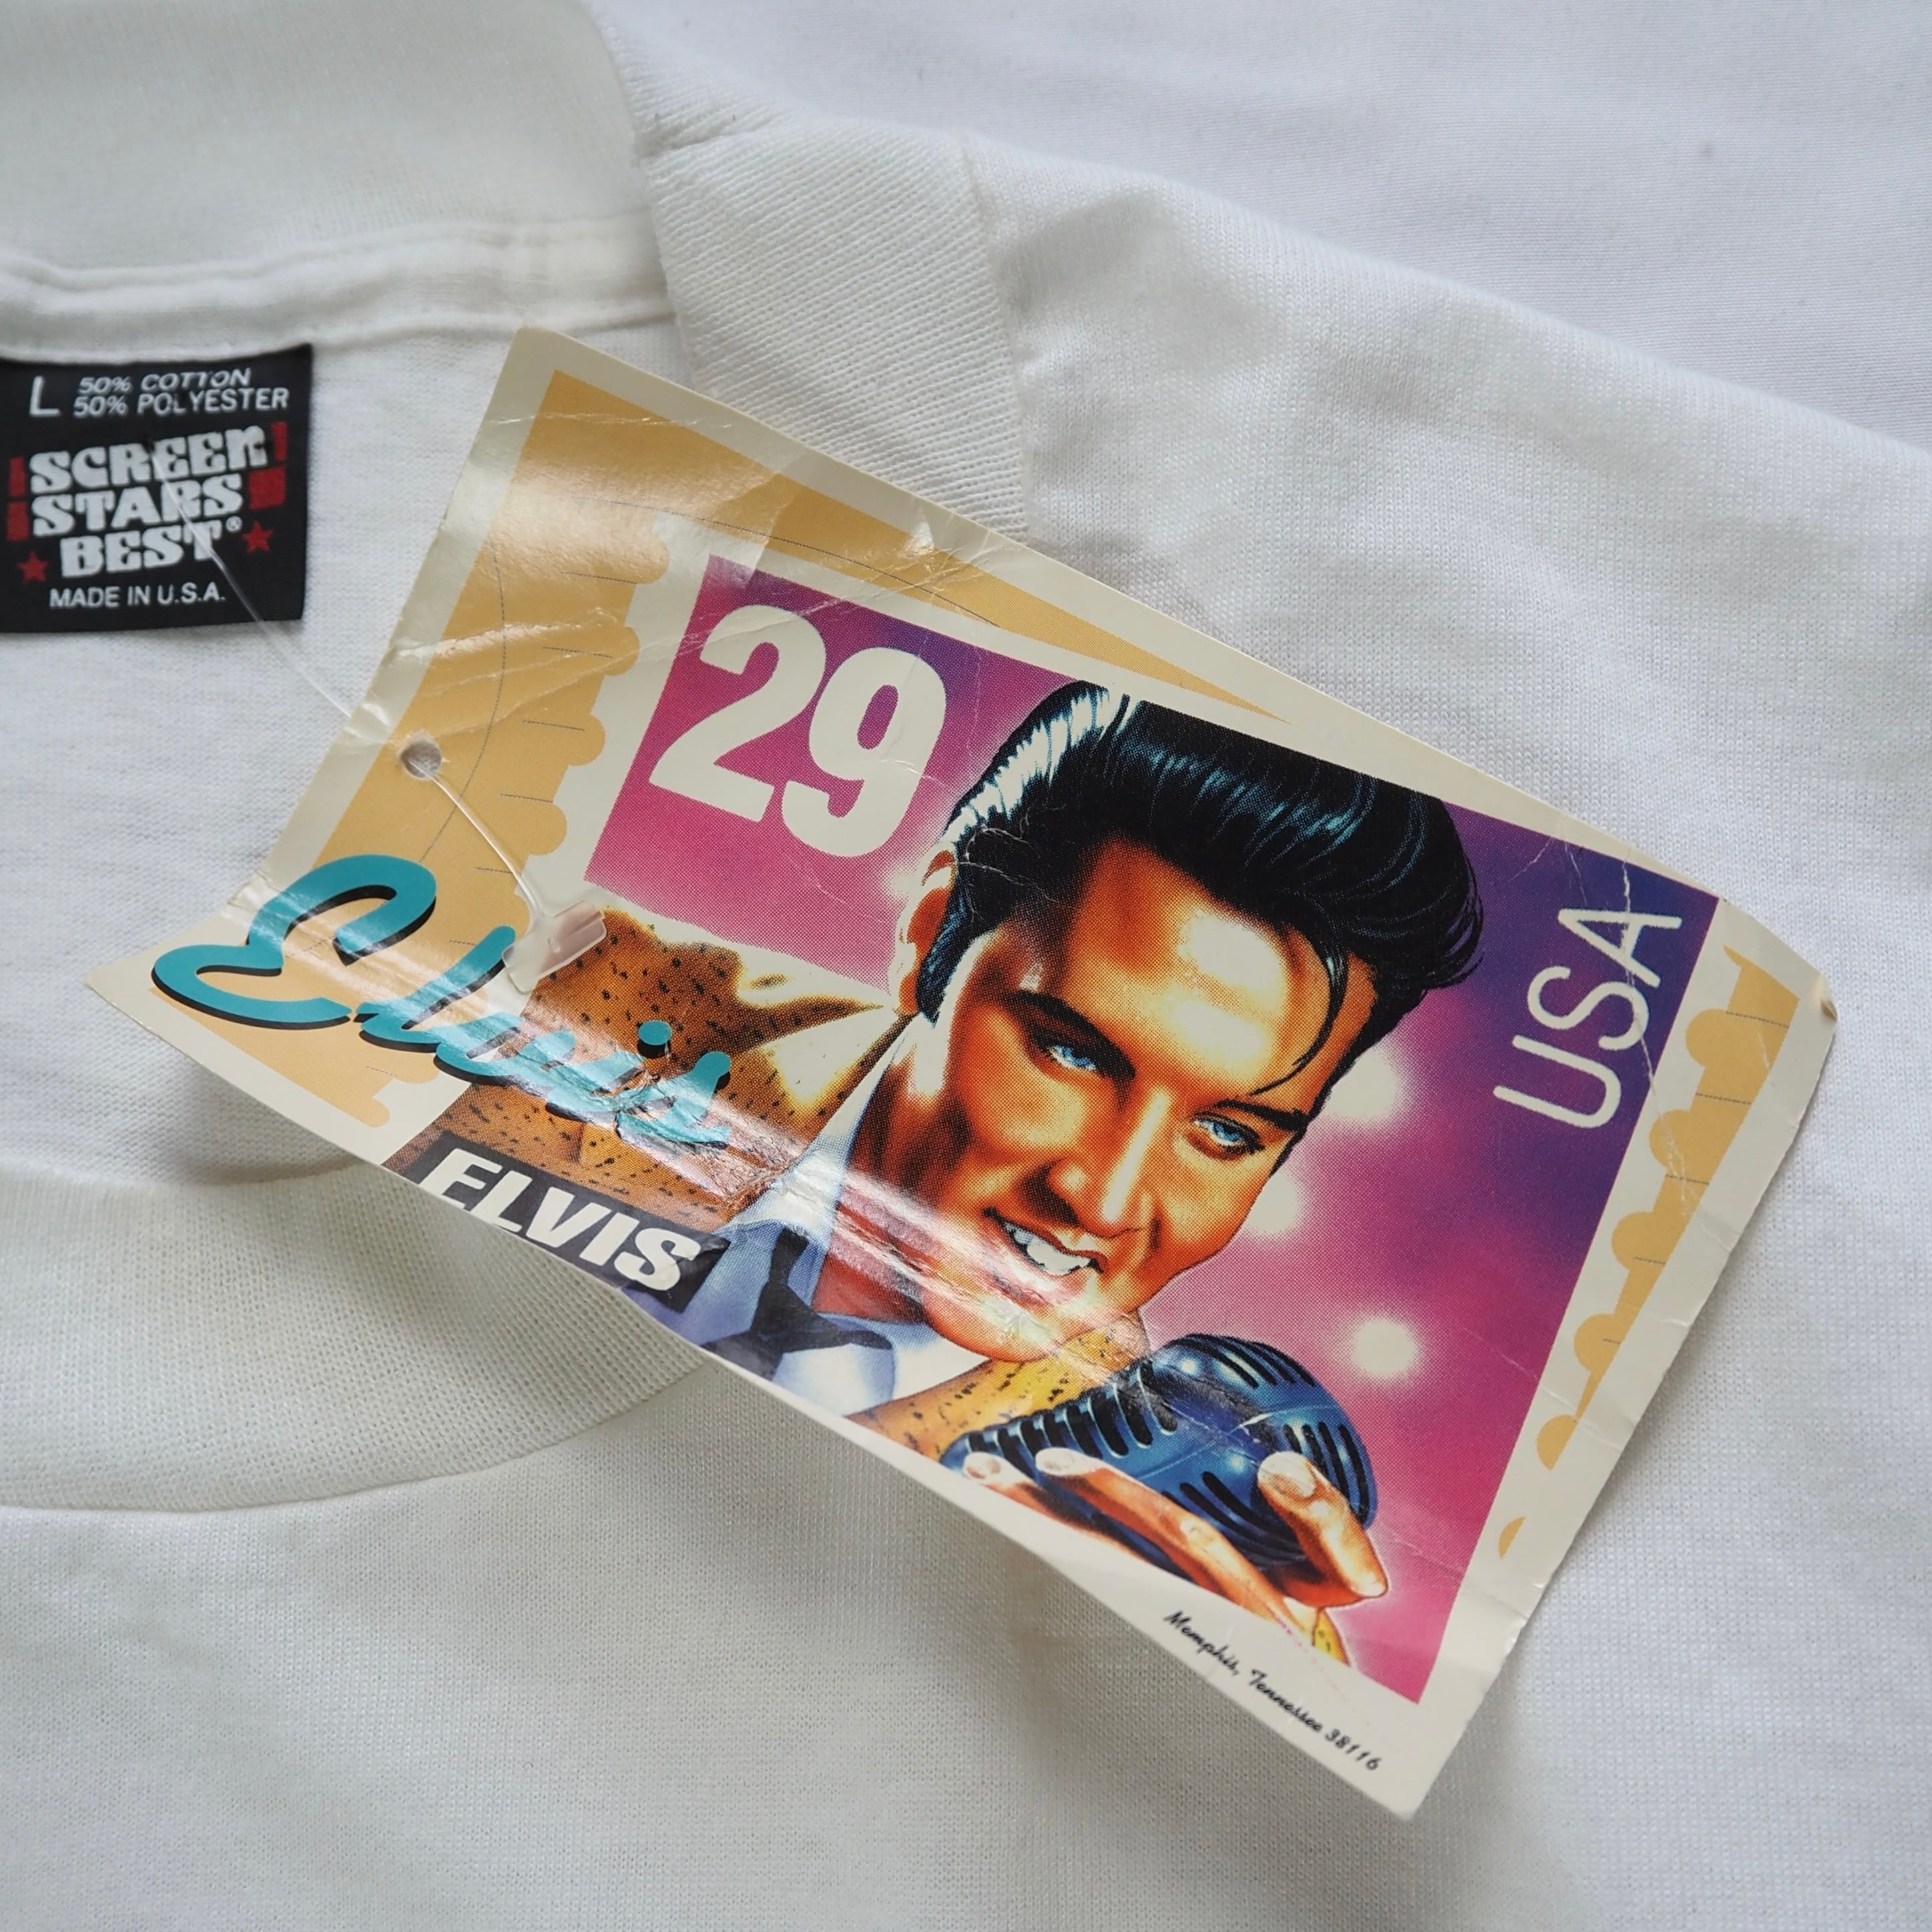 L 50% COTTON
50% POLYESTER
SCREEN
STARS
BEST®
MADE IN U.S.A.
29
USA
Elvis
ELVIS
Memphis, Tennessee 38116